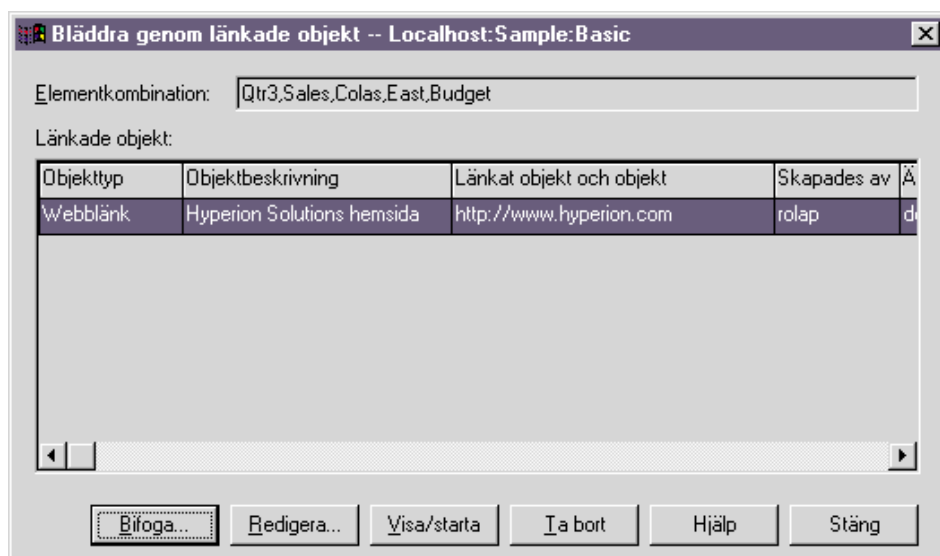 Bläddra genom länkade objekt -- Localhost:Sample:Basic
Elementkombination: Qtr3,Sales,Colas,East,Budget
Länkade objekt:
Objekttyp Objektbeskrivning Länkat objekt och objekt Skapades av Ä
Webblänk Hyperion Solutions hemsida http://www.hyperion.com rolap
Bifoga... Redigera... Visa/starta Ta bort Hjälp Stäng